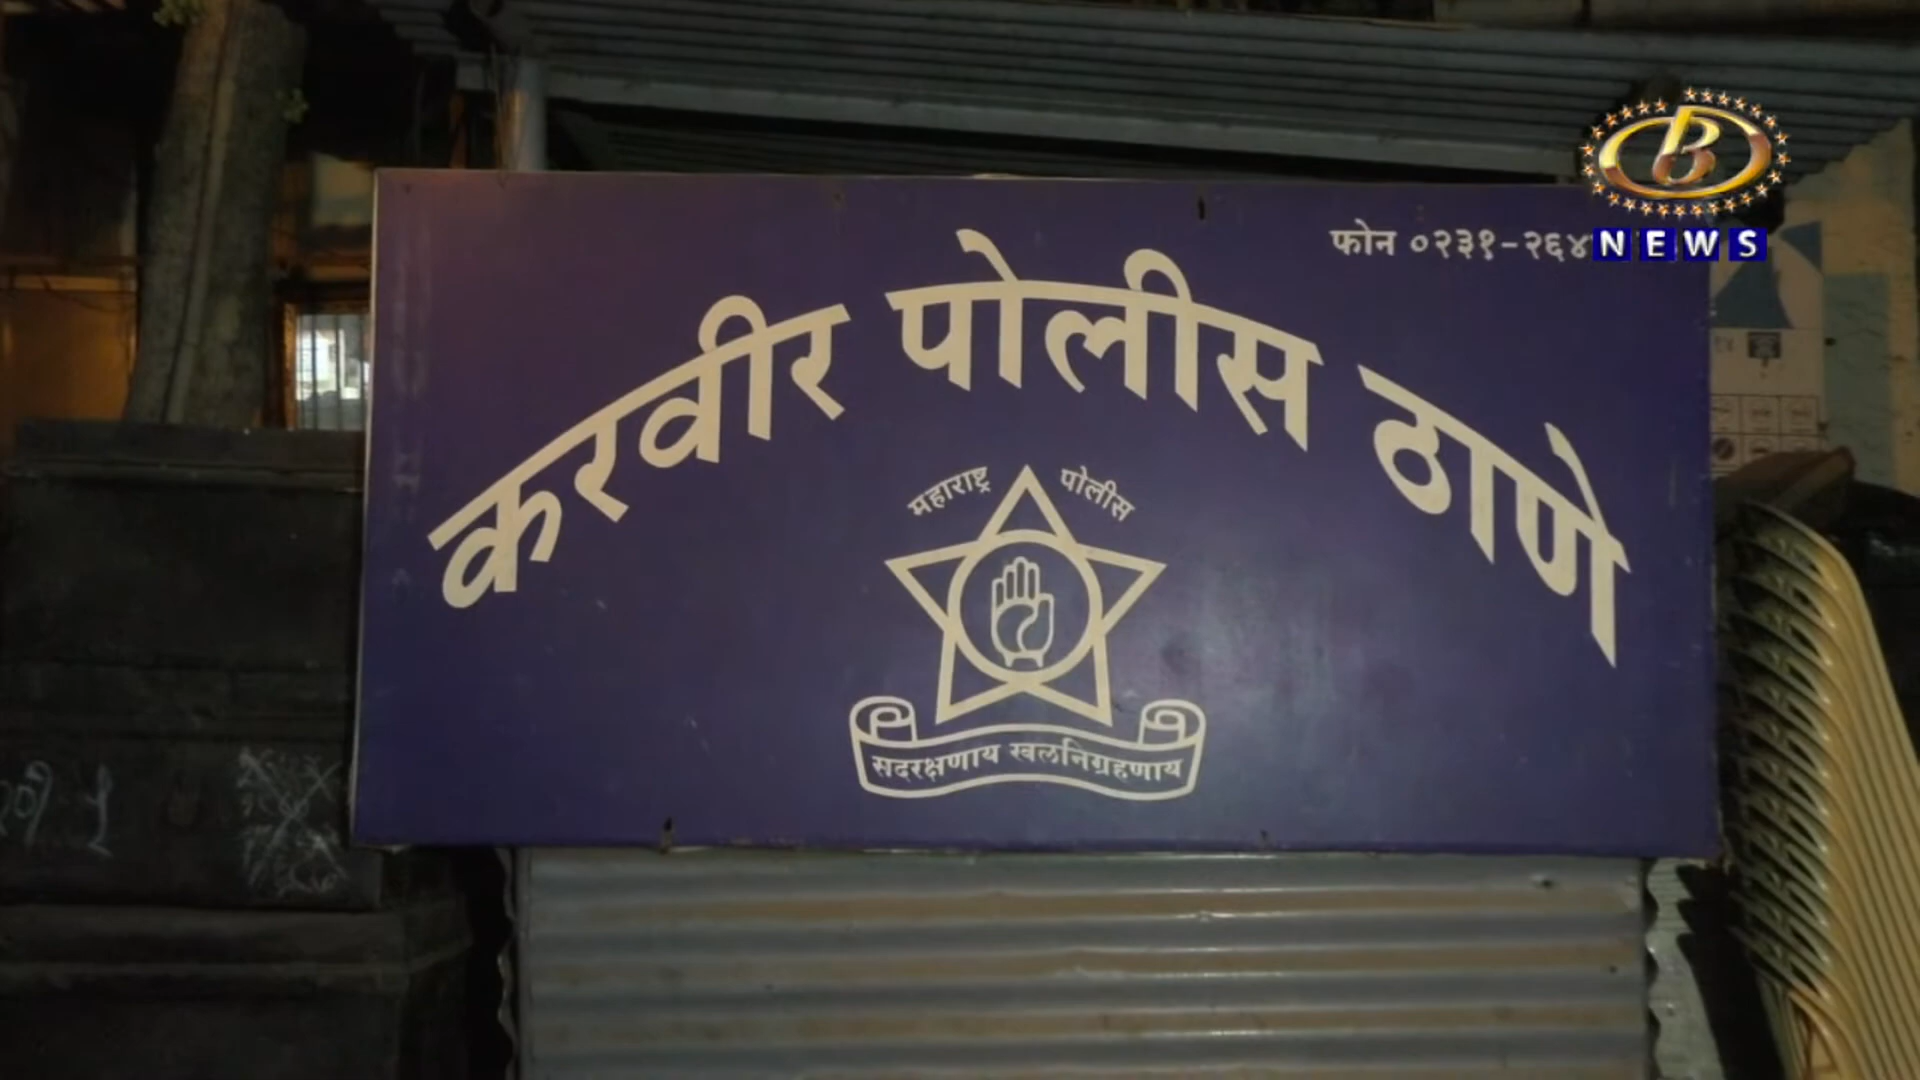 फोन ०२३१-२६४
NEWS
करवीर पोलीस ठाणे
महाराष्ट्र पोलीस
सदरक्षणाय खलनिग्रहणाय